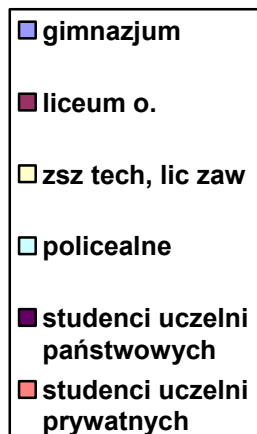 gimnazjum
liceum o.
zsz tech, lic zaw
policealne
studenci uczelni
państwowych
studenci uczelni
prywatnych